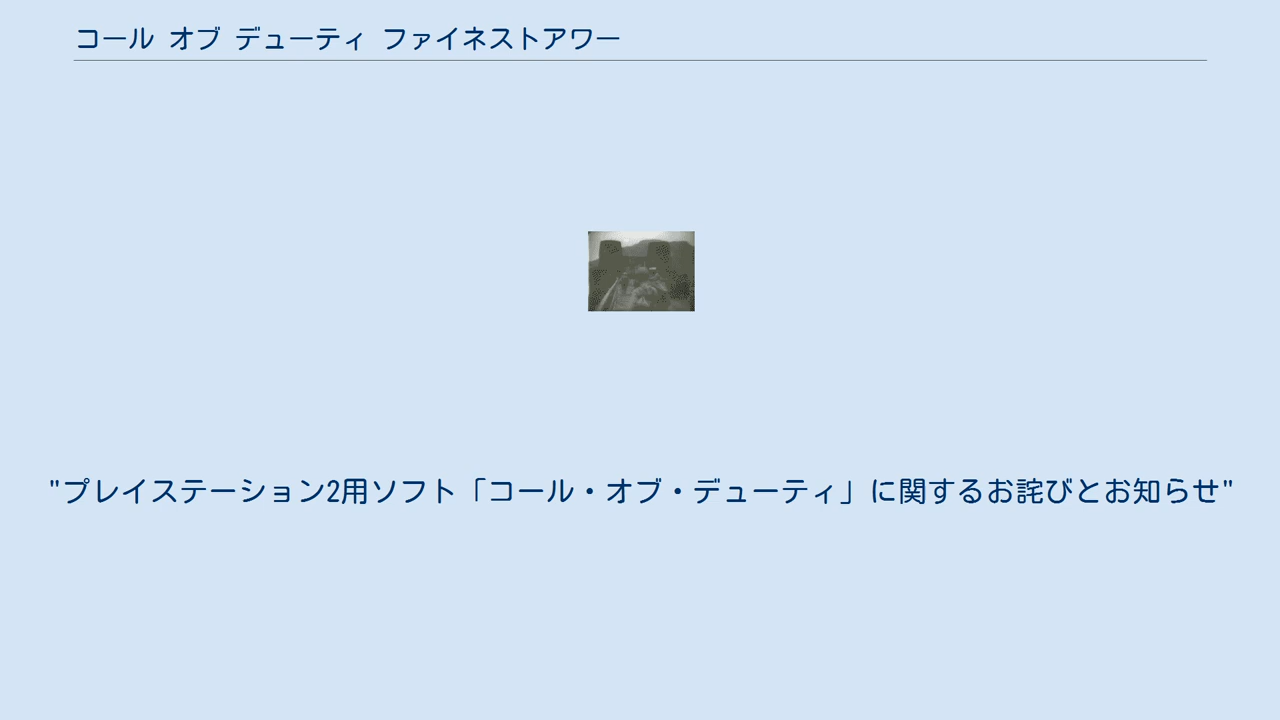 コール オブ デューティ ファイネストアワー
"プレイステーション2用ソフト「コール・オブ・デューティ」に関するお詫びとお知らせ"